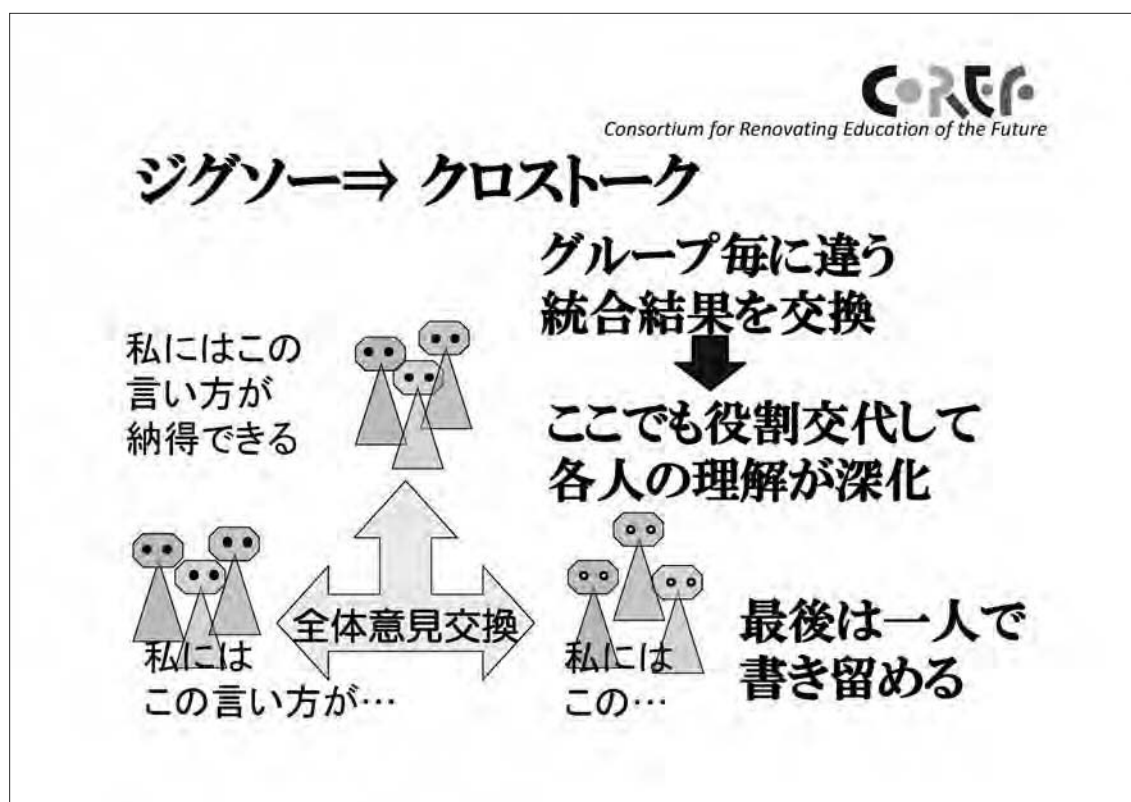 CoREF
Consortium for Renovating Education of the Future
ジグソー⇒ クロストーク
グループ毎に違う
統合結果を交換
ここでも役割交代して
各人の理解が深化
私にはこの
言い方が
納得できる
全体意見交換
私には
この言い方が…
私には
この…
最後は一人で
書き留める